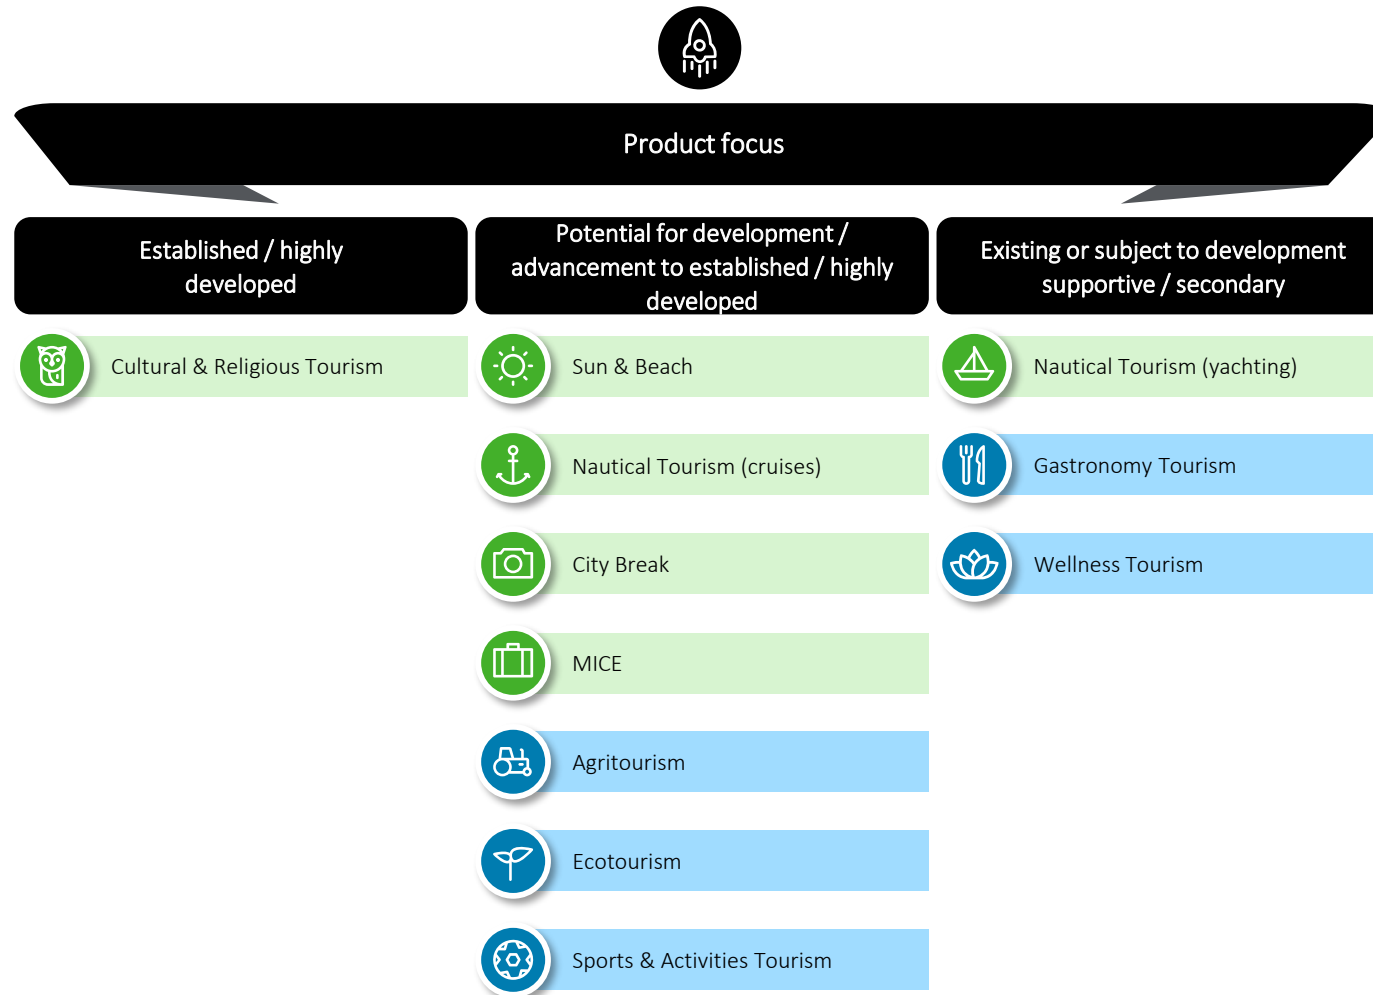 Product focus
Established / highly
developed
Potential for development /
advancement to established / highly
developed
Existing or subject to development
supportive / secondary
Cultural & Religious Tourism
Sun & Beach
Nautical Tourism (cruises)
City Break
MICE
Agritourism
Ecotourism
Sports & Activities Tourism
Nautical Tourism (yachting)
Gastronomy Tourism
Wellness Tourism